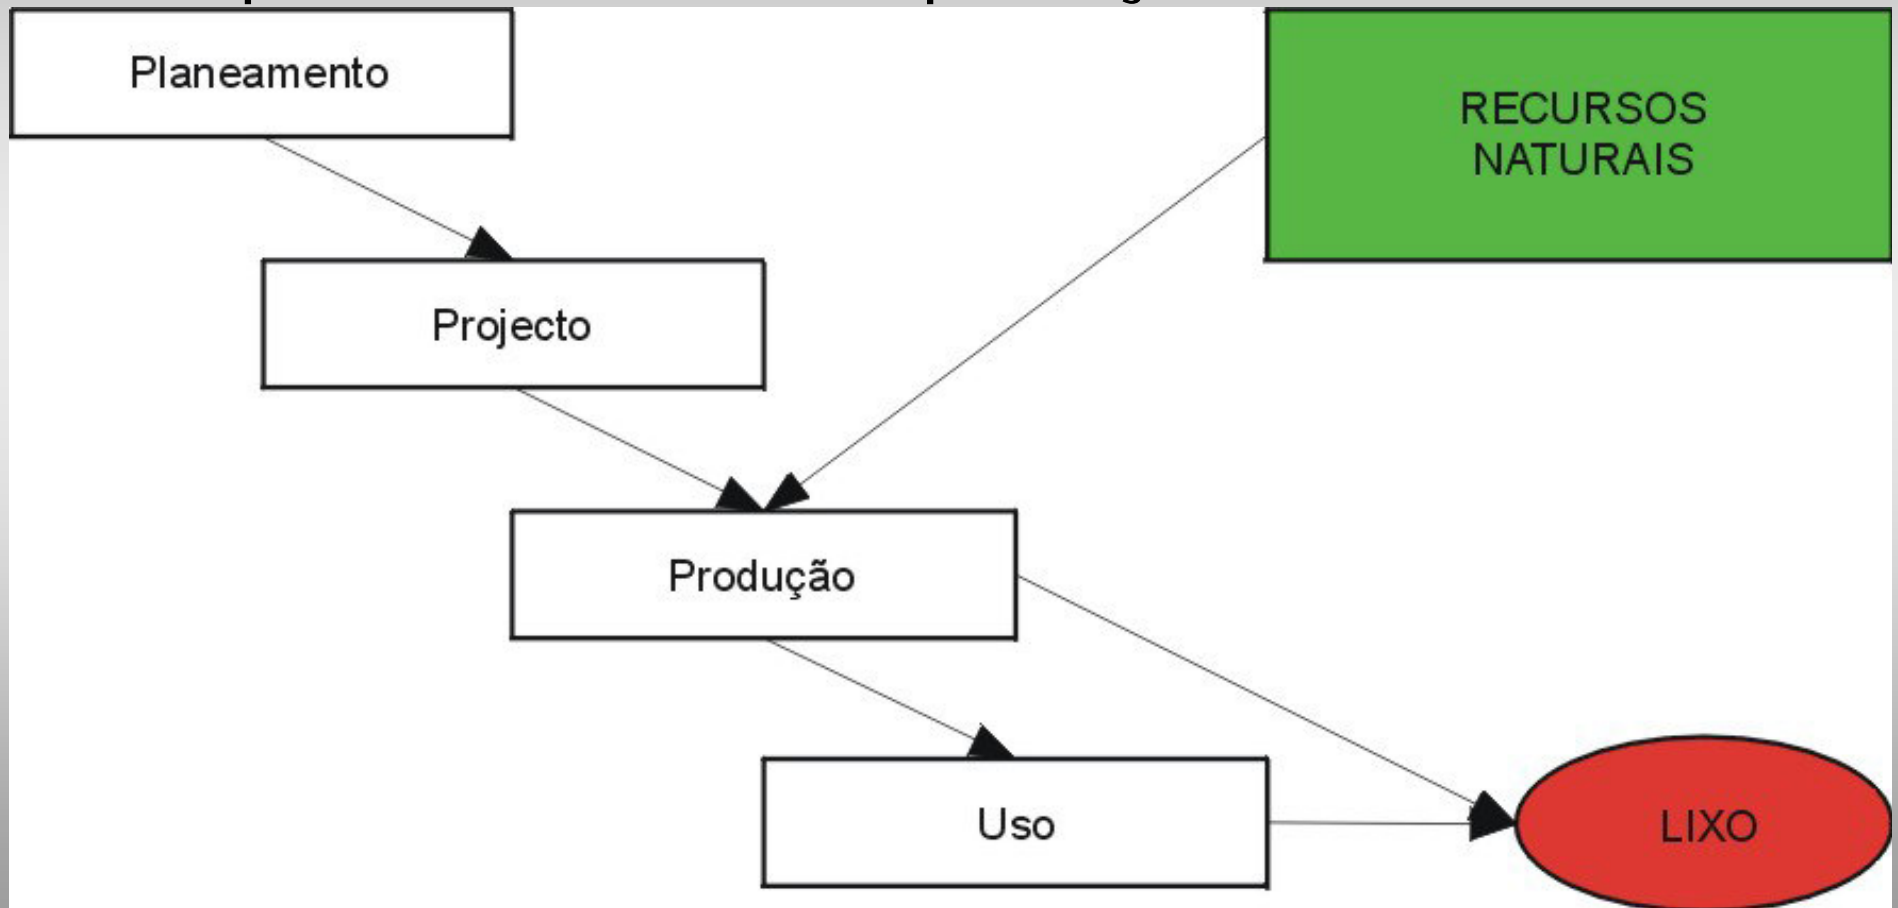 Planeamento
RECURSOS
NATURAIS
Projecto
Produção
Uso
LIXO